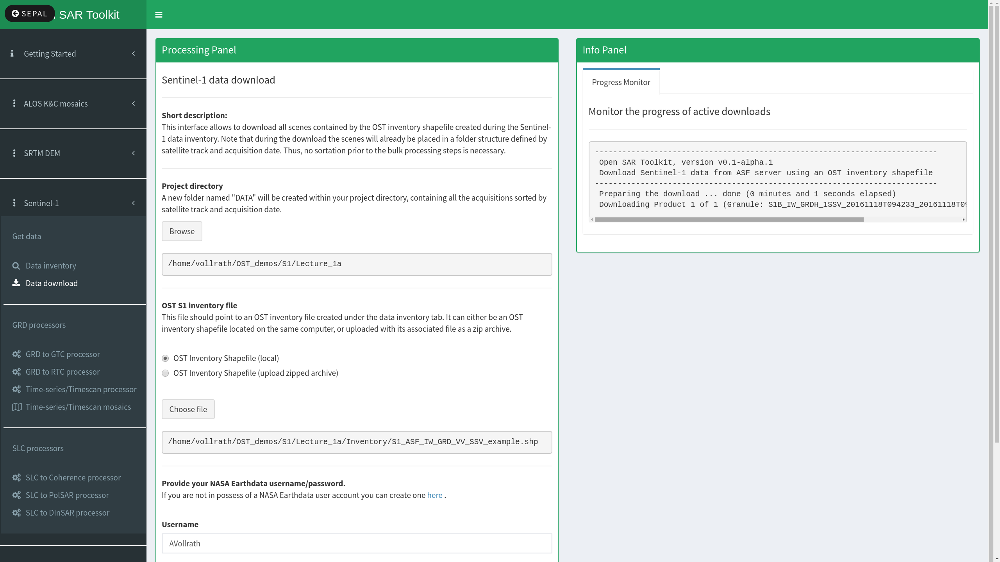 SEPAL
SAR Toolkit
Getting Started
ALOS K&C mosaics
SRTM DEM
Sentinel-1
Get data
Data inventory
Data download
GRD processors
GRD to GTC processor
GRD to RTC processor
Time-series/Timescan processor
Time-series/Timescan mosaics
SLC processors
SLC to Coherence processor
SLC to PolSAR processor
SLC to DInSAR processor
Processing Panel
Sentinel-1 data download
Short description:
This interface allows to download all scenes contained by the OST inventory shapefile created during the Sentinel-
1 data inventory. Note that during the download the scenes will already be placed in a folder structure defined by
satellite track and acquisition date. Thus, no sortation prior to the bulk processing steps is necessary.
Project directory
A new folder named "DATA" will be created within your project directory, containing all the acquisitions sorted by
satellite track and acquisition date.
Browse
/home/vollrath/OST_demos/S1/Lecture_1a
OST S1 inventory file
This file should point to an OST inventory file created under the data inventory tab. It can either be an OST
inventory shapefile located on the same computer, or uploaded with its associated file as a zip archive.
OST Inventory Shapefile (local)
OST Inventory Shapefile (upload zipped archive)
Choose file
/home/vollrath/OST_demos/S1/Lecture_1a/Inventory/S1_ASF_IW_GRD_VV_SSV_example.shp
Provide your NASA Earthdata username/password.
If you are not in possess of a NASA Earthdata user account you can create one here .
Username
AVollrath
Info Panel
Progress Monitor
Monitor the progress of active downloads
---------------------------------------------------------------------------
Open SAR Toolkit, version v0.1-alpha.1
Download Sentinel-1 data from ASF server using an OST inventory shapefile
---------------------------------------------------------------------------
Preparing the download ... done (0 minutes and 1 seconds elapsed)
Downloading Product 1 of 1 (Granule: S1B_IW_GRDH_1SSV_20161118T094233_20161118T09